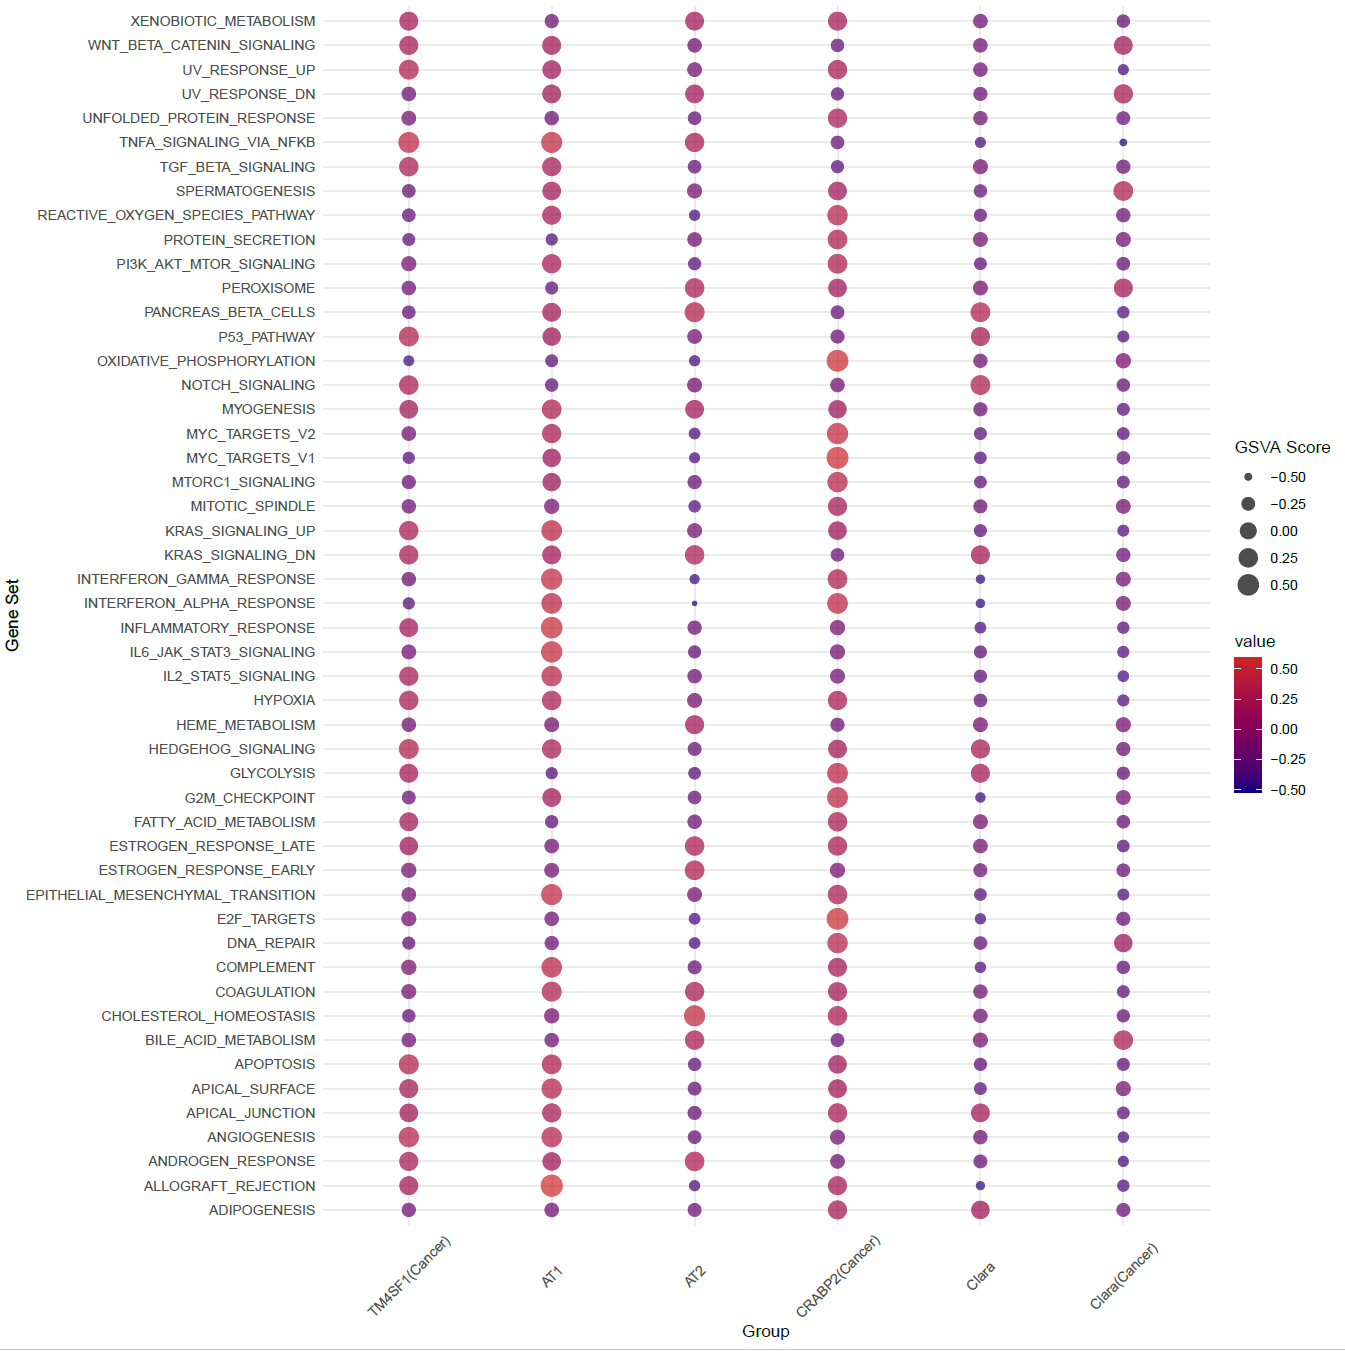 XENOBIOTIC_METABOLISM
WNT_BETA_CATENIN_SIGNALING
UV_RESPONSE_UP
UV_RESPONSE_DN
UNFOLDED_PROTEIN_RESPONSE
TNFA_SIGNALING_VIA_NFKB
TGF_BETA_SIGNALING
SPERMATOGENESIS
REACTIVE_OXYGEN_SPECIES_PATHWAY
PROTEIN_SECRETION
PI3K_AKT_MTOR_SIGNALING
PEROXISOME
PANCREAS_BETA_CELLS
P53_PATHWAY
OXIDATIVE_PHOSPHORYLATION
NOTCH_SIGNALING
MYOGENESIS
MYC_TARGETS_V2
MYC_TARGETS_V1
MTORC1_SIGNALING
MITOTIC_SPINDLE
KRAS_SIGNALING_UP
KRAS_SIGNALING_DN
INTERFERON_GAMMA_RESPONSE
INTERFERON_ALPHA_RESPONSE
INFLAMMATORY_RESPONSE
IL6_JAK_STAT3_SIGNALING
IL2_STAT5_SIGNALING
HYPOXIA
HEME_METABOLISM
HEDGEHOG_SIGNALING
GLYCOLYSIS
G2M_CHECKPOINT
FATTY_ACID_METABOLISM
ESTROGEN_RESPONSE_LATE
ESTROGEN_RESPONSE_EARLY
EPITHELIAL_MESENCHYMAL_TRANSITION
E2F_TARGETS
DNA_REPAIR
COMPLEMENT
COAGULATION
CHOLESTEROL_HOMEOSTASIS
BILE_ACID_METABOLISM
APOPTOSIS
APICAL_SURFACE
APICAL_JUNCTION
ANGIOGENESIS
ANDROGEN_RESPONSE
ALLOGRAFT_REJECTION
ADIPOGENESIS
Gene Set
TM4SF1(Cancer)
AT1
AT2
CRABP2(Cancer)
Clara
Clara(Cancer)
Group
GSVA Score
−0.50
−0.25
0.00
0.25
0.50
value
0.50
0.25
0.00
−0.25
−0.50